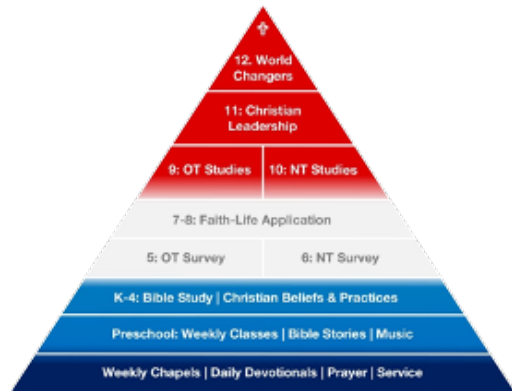 12. World
Changers
11: Christian
Leadership
9: OT Studies
10: NT Studies
7-8: Faith-Life Application
5: OT Survey
6: NT Survey
K-4: Bible Study | Christian Beliefs & Practices
Preschool: Weekly Classes | Bible Stories | Music
Weekly Chapels | Daily Devotionals | Prayer | Service